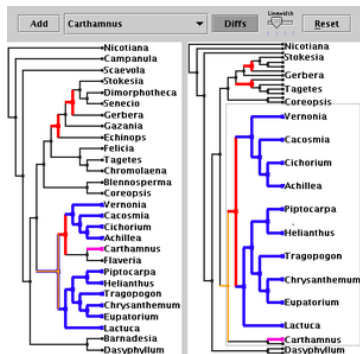 Add
Carthamnus
Diffs
Linewidth
Reset
Nicotiana
Campanula
Scaevola
Stokesia
Dimorphotheca
Senecio
Gerbera
Gazania
Echinops
Felicia
Tagetes
Chromolaena
Blennosperma
Coreopsis
Vernonia
Cacosmia
Cichorium
Achillea
Carthamnus
Flaveria
Piptocarpa
Helianthus
Tragopogon
Chrysanthemum
Eupatorium
Lactuca
Barnadesia
Dasyphyllum
Nicotiana
Stokesia
Gerbera
Tagetes
Coreopsis
Vernonia
Cacosmia
Cichorium
Achillea
Piptocarpa
Helianthus
Tragopogon
Chrysanthemum
Eupatorium
Lactuca
Carthamnus
Dasyphyllum